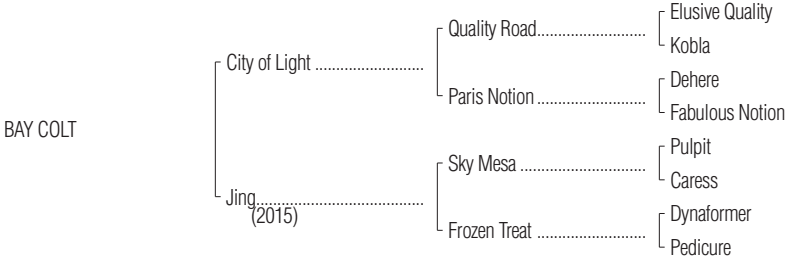 Elusive Quality
Quality Road
Kobla
City of Light
Dehere
Paris Notion
Fabulous Notion
BAY COLT
Pulpit
Sky Mesa
Caress
Jing
(2015)
Dynaformer
Frozen Treat
Pedicure